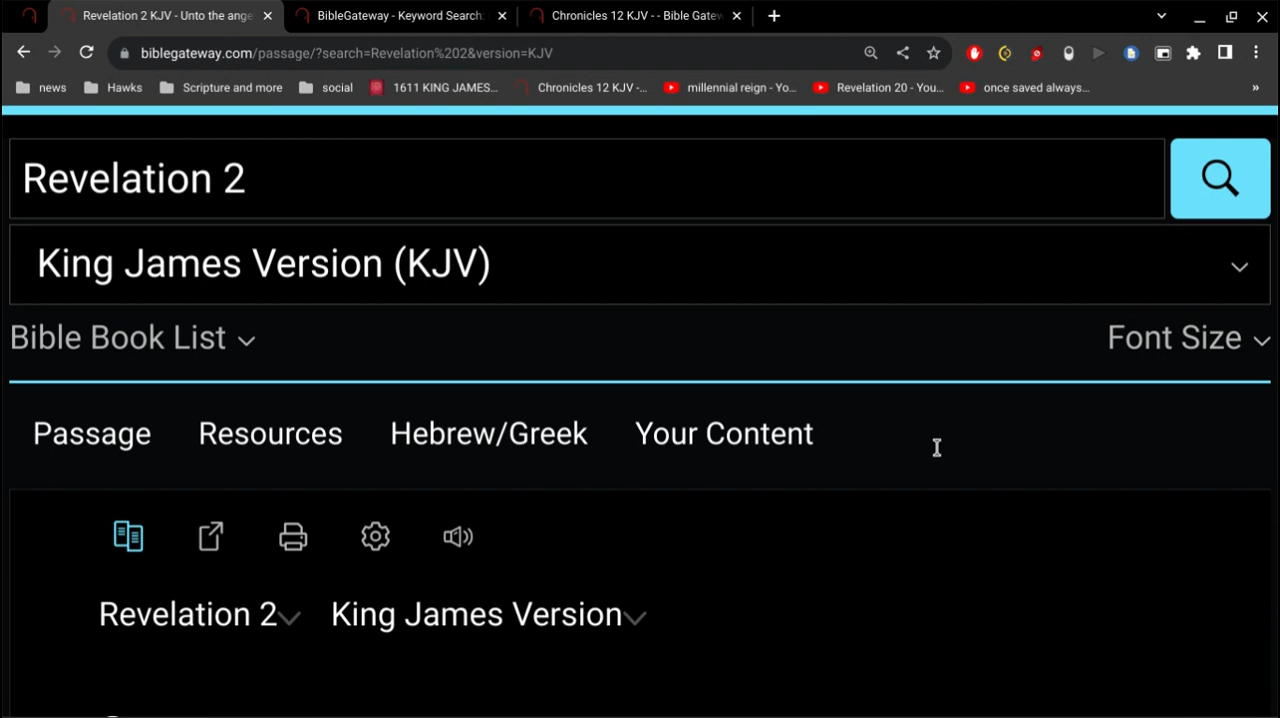 Revelation 2 KJV - Unto the ange
BibleGateway - Keyword Search:
Chronicles 12 KJV - - Bible Gatew
biblegateway.com/passage/?search=Revelation%202&version=KJV
news Hawks Scripture and more social 1611 KING JAMES... Chronicles 12 KJV -... millennial reign - Yo... Revelation 20 - You... once saved always... »
Revelation 2
King James Version (KJV)
Bible Book List Font Size
Passage Resources Hebrew/Greek Your Content
Revelation 2 King James Version